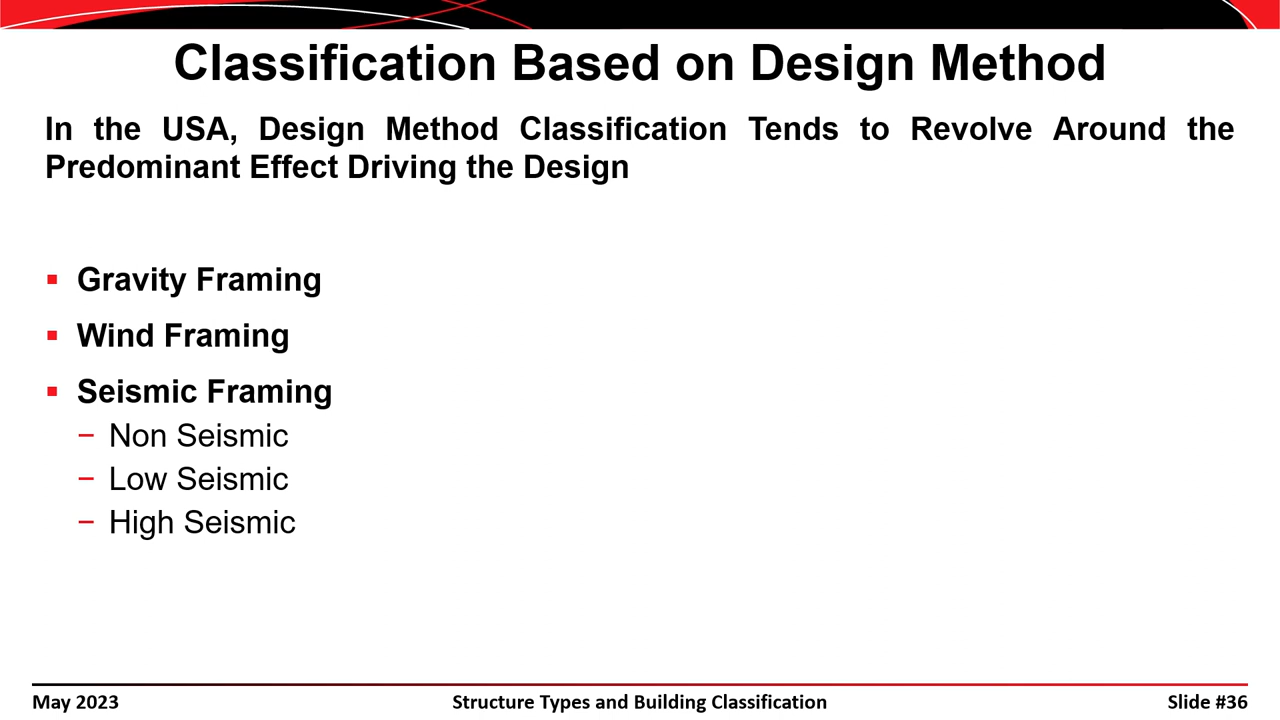 Classification Based on Design Method
In the USA, Design Method Classification Tends to Revolve Around the
Predominant Effect Driving the Design
▪ Gravity Framing
▪ Wind Framing
▪ Seismic Framing
– Non Seismic
– Low Seismic
– High Seismic
May 2023
Structure Types and Building Classification
Slide #36